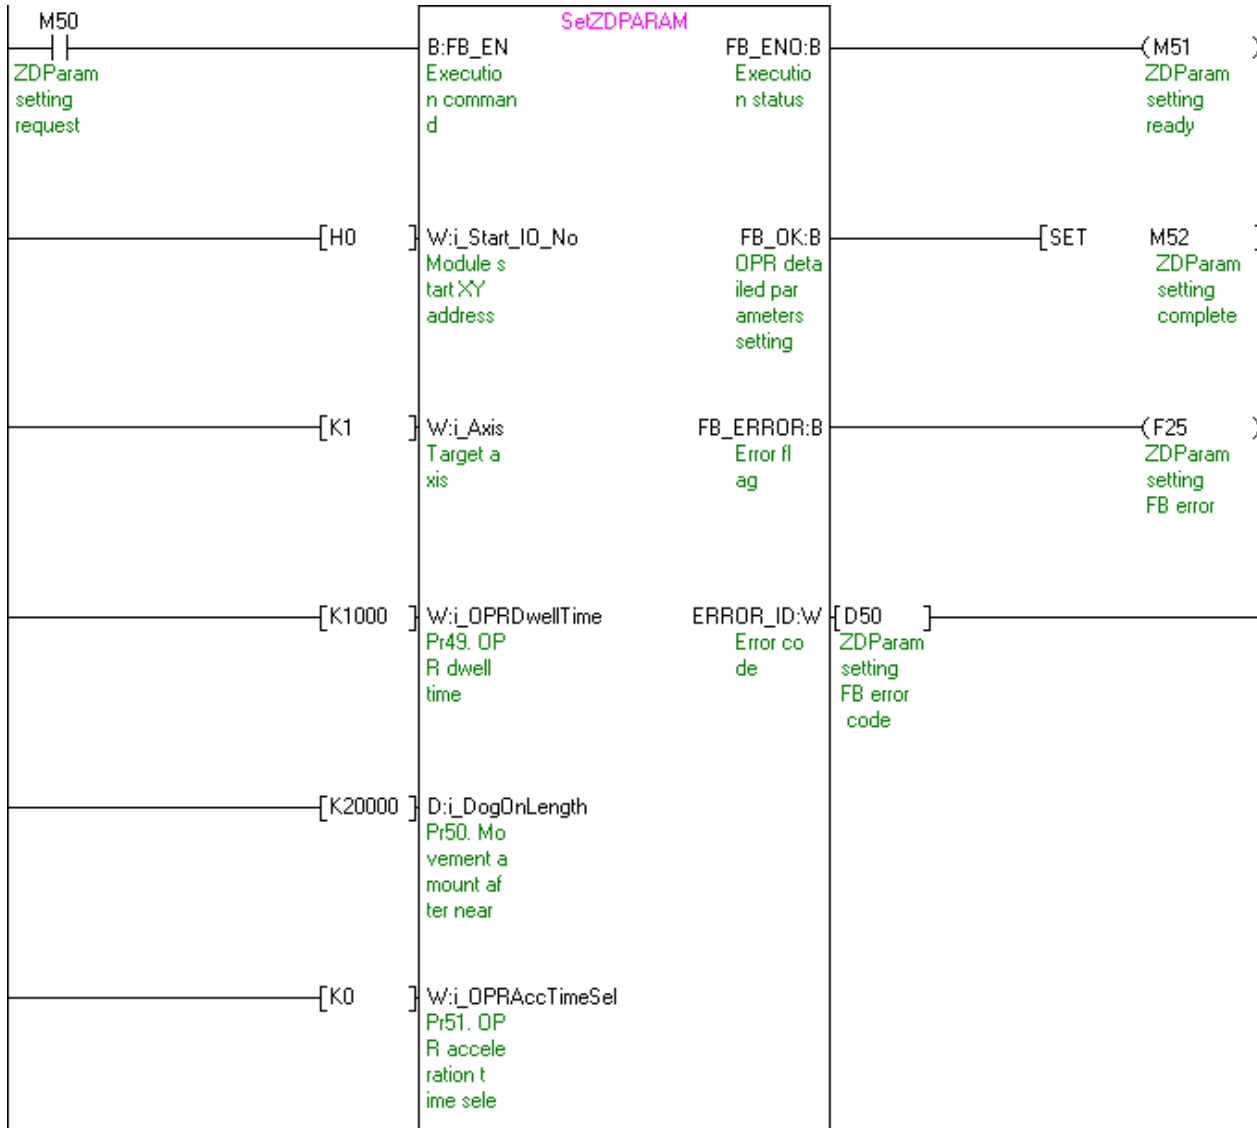 M50
SetZDPARAM
B:FB_EN
FB_ENO:B
(M51 )
ZDParam
setting
request
Executio
n comman
d
Executio
n status
ZDParam
setting
ready
[H0 ]
W:i_Start_IO_No
FB_OK:B
[SET M52 ]
Module s
tart XY
address
OPR deta
iled par
ameters
setting
ZDParam
setting
complete
[K1 ]
W:i_Axis
FB_ERROR:B
(F25 )
Target a
xis
Error fl
ag
ZDParam
setting
FB error
[K1000 ]
W:i_OPRDwellTime
ERROR_ID:W
[D50 ]
Pr49. OP
R dwell
time
Error co
de
ZDParam
setting
FB error
code
[K20000 ]
D:i_DogOnLength
Pr50. Mo
vement a
mount af
ter near
[K0 ]
W:i_OPRAccTimeSel
Pr51. OP
R accele
ration t
ime sele